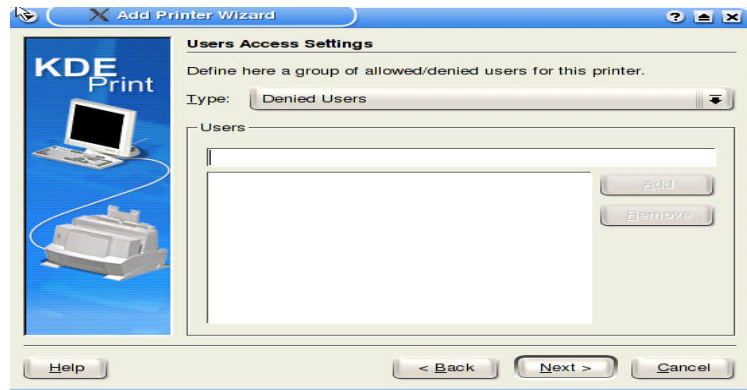 Add Printer Wizard
Users Access Settings
KDE
Print
Define here a group of allowed/denied users for this printer.
Type: Denied Users
Users
Add
Remove
Help
< Back
Next >
Cancel